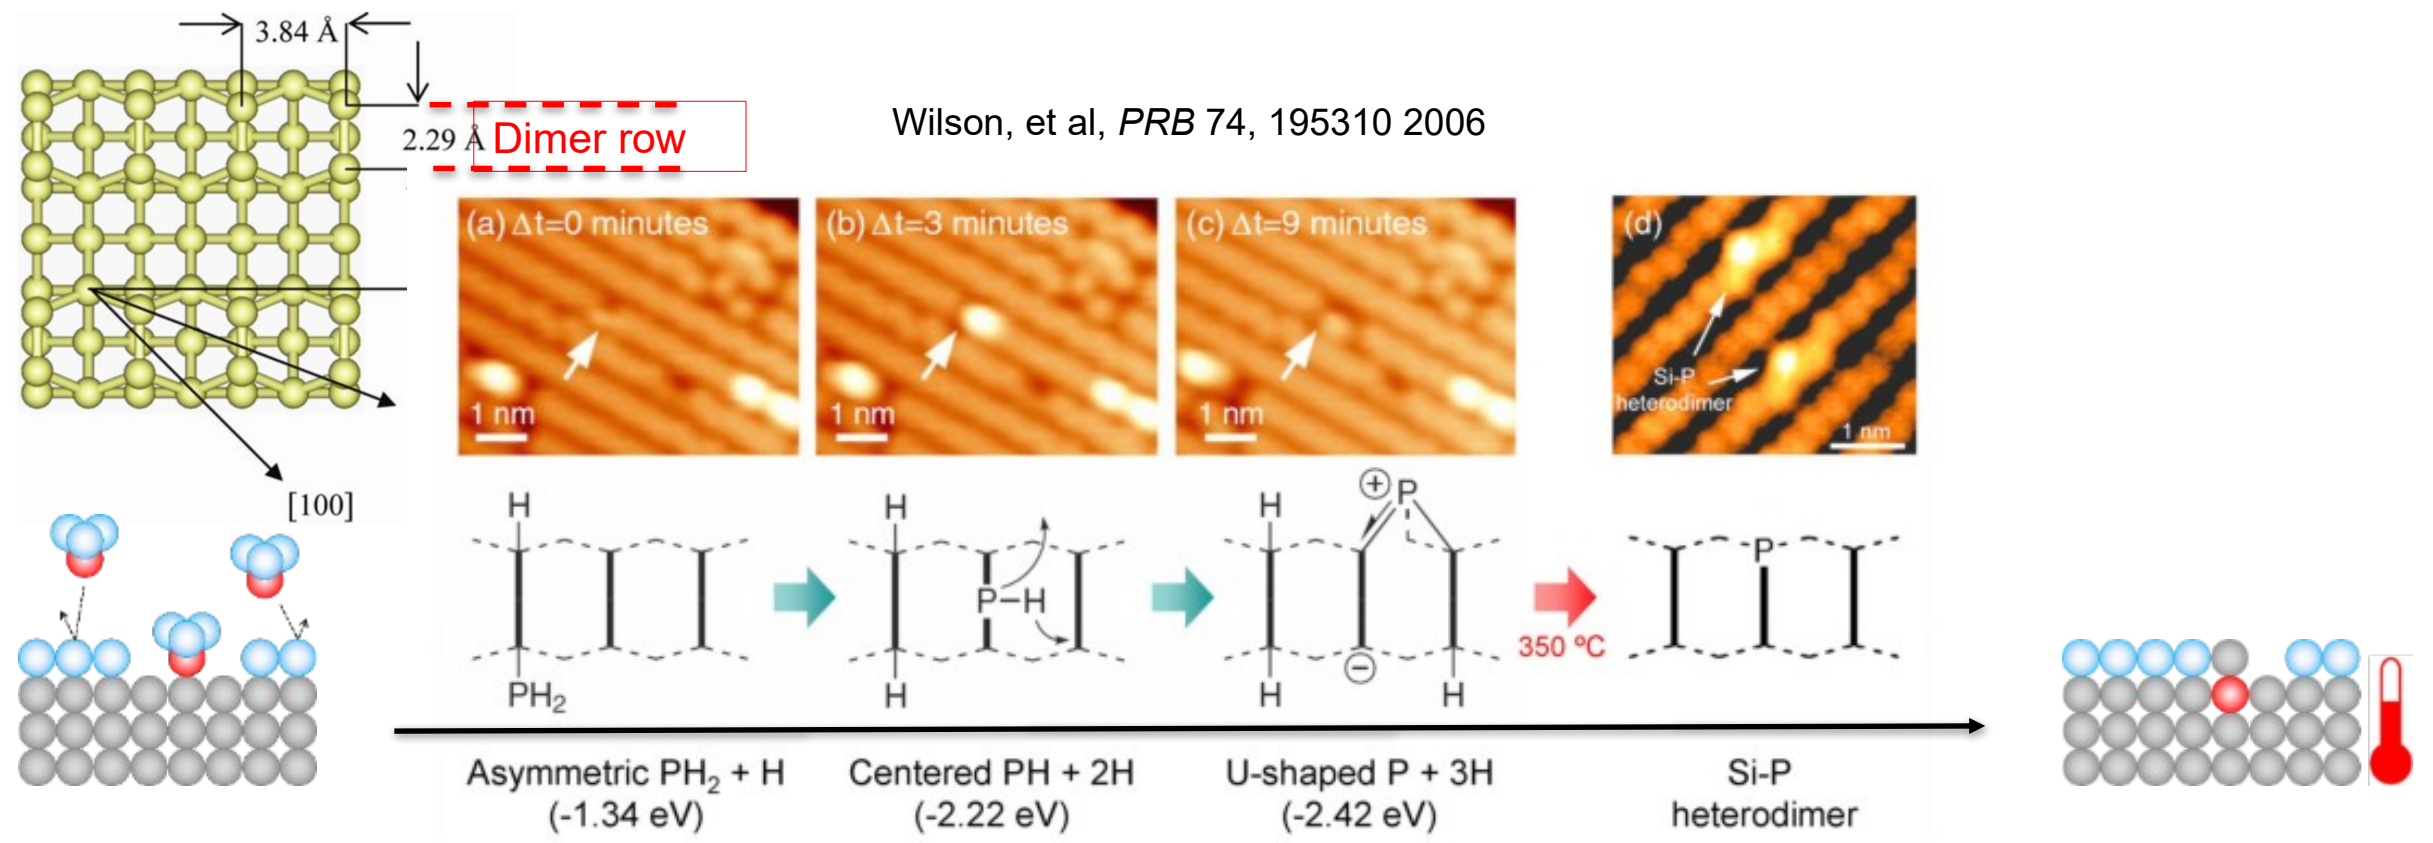 3.84 Å
2.29 Å
Dimer row
Wilson, et al, PRB 74, 195310 2006
(a) Δt=0 minutes
1 nm
(b) Δt=3 minutes
1 nm
(c) Δt=9 minutes
1 nm
(d)
Si-P
heterodimer
1 nm
[100]
H
PH₂
H
P–H
H
⊕ P
H
⊖
H
H
350 ºC
P
Asymmetric PH₂ + H
(-1.34 eV)
Centered PH + 2H
(-2.22 eV)
U-shaped P + 3H
(-2.42 eV)
Si-P
heterodimer